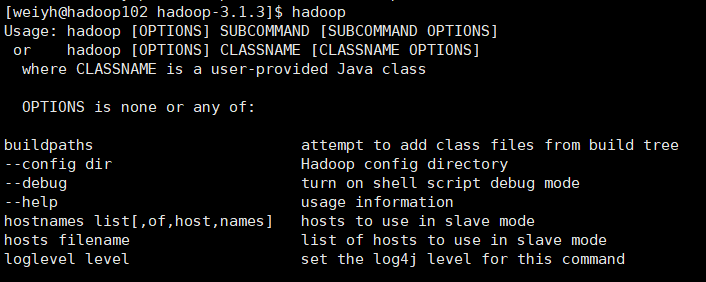 [weiyh@hadoop102 hadoop-3.1.3]$ hadoop
Usage: hadoop [OPTIONS] SUBCOMMAND [SUBCOMMAND OPTIONS]
 or    hadoop [OPTIONS] CLASSNAME [CLASSNAME OPTIONS]
  where CLASSNAME is a user-provided Java class
  OPTIONS is none or any of:
buildpaths                       attempt to add class files from build tree
--config dir                     Hadoop config directory
--debug                          turn on shell script debug mode
--help                           usage information
hostnames list[,of,host,names]   hosts to use in slave mode
hosts filename                   list of hosts to use in slave mode
loglevel level                   set the log4j level for this command